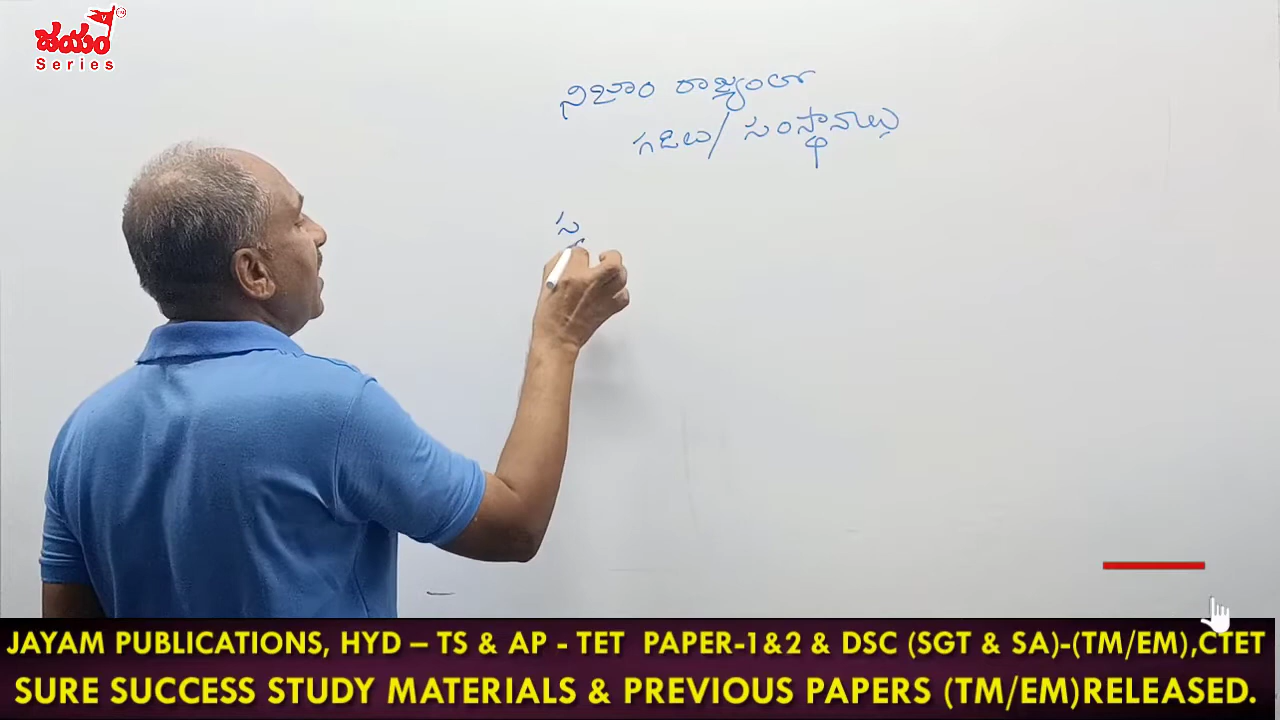 జయం
Series
నిజాం రాజ్యంలో
గడిలు/ సంస్థానాలు
JAYAM PUBLICATIONS, HYD – TS & AP - TET PAPER-1&2 & DSC (SGT & SA)-(TM/EM),CTET
SURE SUCCESS STUDY MATERIALS & PREVIOUS PAPERS (TM/EM)RELEASED.